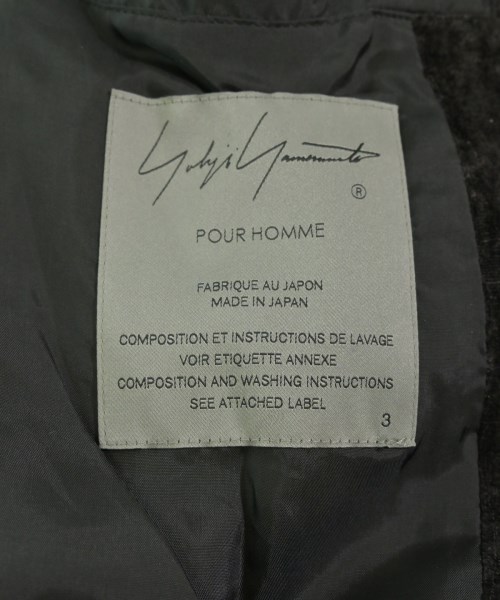 Yohji Yamamoto
®
POUR HOMME
FABRIQUE AU JAPON
MADE IN JAPAN
COMPOSITION ET INSTRUCTIONS DE LAVAGE
VOIR ETIQUETTE ANNEXE
COMPOSITION AND WASHING INSTRUCTIONS
SEE ATTACHED LABEL
3